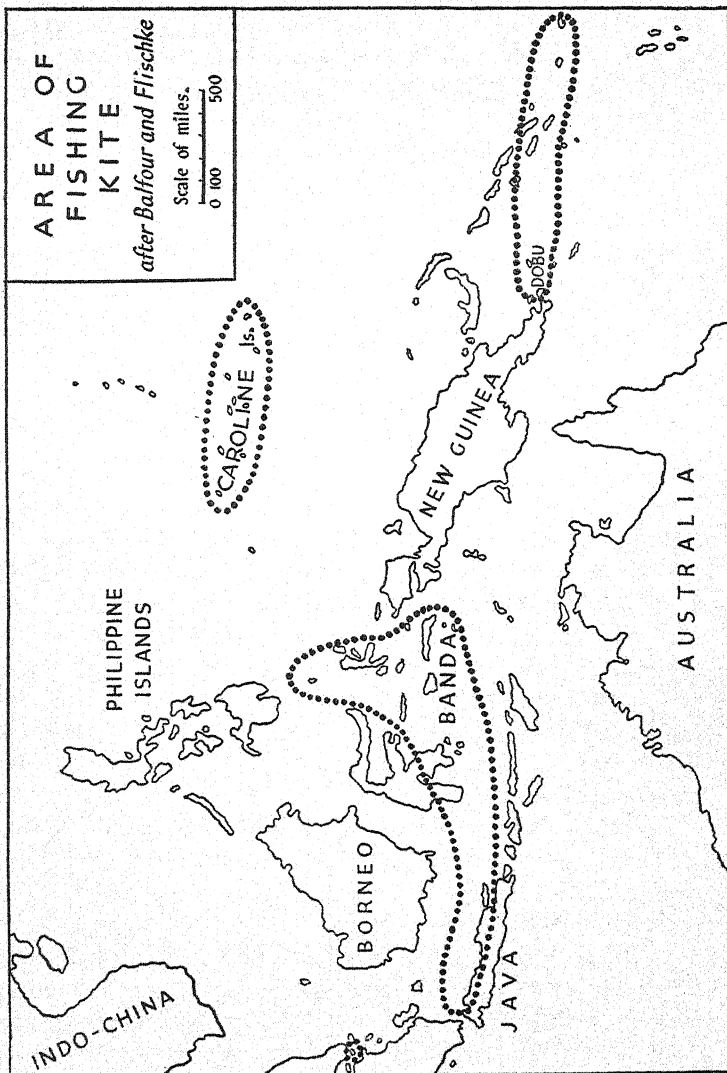 AREA OF
FISHING
KITE
after Balfour and Flischke
Scale of miles.
0 100 500
CAROLINE Is.
PHILIPPINE
ISLANDS
INDO-CHINA
BORNEO
JAVA
BANDA
NEW GUINEA
DOBU
AUSTRALIA